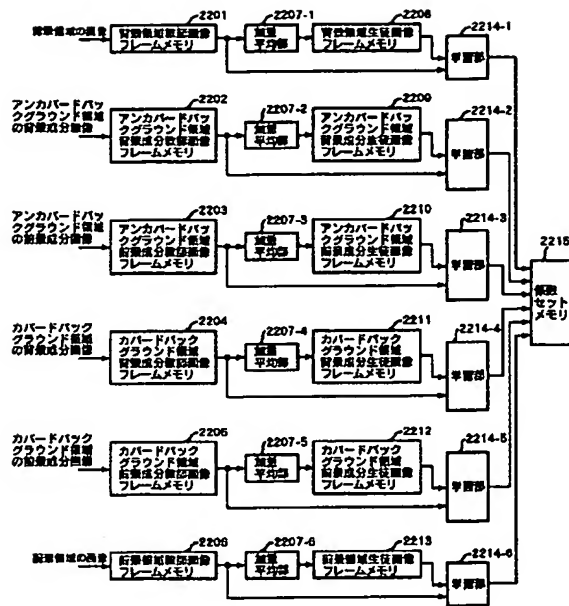 2201
2207-1
2208
背景領域の画像
背景領域教師画像
フレームメモリ
加重
平均部
背景領域生徒画像
フレームメモリ
2214-1
学習部
2202
2207-2
2209
アンカバードバッ
クグラウンド領域
の背景成分画像
アンカバードバッ
クグラウンド領域
背景成分教師画像
フレームメモリ
加重
平均部
アンカバードバッ
クグラウンド領域
背景成分生徒画像
フレームメモリ
2214-2
学習部
2203
2207-3
2210
アンカバードバッ
クグラウンド領域
の前景成分画像
アンカバードバッ
クグラウンド領域
前景成分教師画像
フレームメモリ
加重
平均部
アンカバードバッ
クグラウンド領域
前景成分生徒画像
フレームメモリ
2214-3
学習部
2215
係数
セット
メモリ
2204
2207-4
2211
カバードバック
グラウンド領域
の背景成分画像
カバードバック
グラウンド領域
背景成分教師画像
フレームメモリ
加重
平均部
カバードバック
グラウンド領域
背景成分生徒画像
フレームメモリ
2214-4
学習部
2205
2207-5
2212
カバードバック
グラウンド領域
の前景成分画像
カバードバック
グラウンド領域
前景成分教師画像
フレームメモリ
加重
平均部
カバードバック
グラウンド領域
前景成分生徒画像
フレームメモリ
2214-5
学習部
2206
2207-6
2213
前景領域の画像
前景領域教師画像
フレームメモリ
加重
平均部
前景領域生徒画像
フレームメモリ
2214-6
学習部